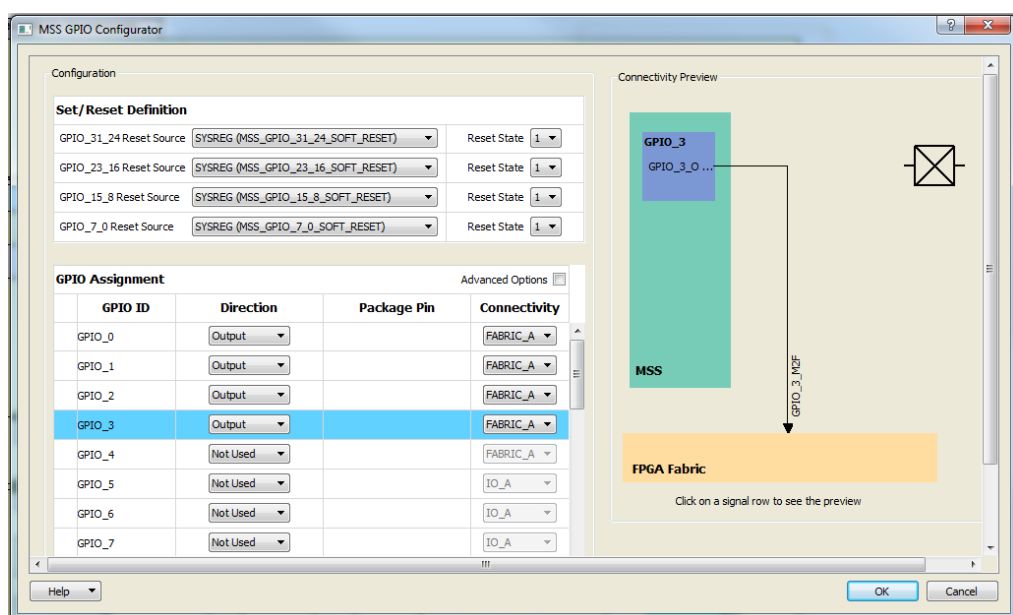 MSS GPIO Configurator
Configuration
Set/Reset Definition
GPIO_31_24 Reset Source SYSREG (MSS_GPIO_31_24_SOFT_RESET) Reset State 1
GPIO_23_16 Reset Source SYSREG (MSS_GPIO_23_16_SOFT_RESET) Reset State 1
GPIO_15_8 Reset Source SYSREG (MSS_GPIO_15_8_SOFT_RESET) Reset State 1
GPIO_7_0 Reset Source SYSREG (MSS_GPIO_7_0_SOFT_RESET) Reset State 1
GPIO Assignment Advanced Options
GPIO ID Direction Package Pin Connectivity
GPIO_0 Output FABRIC_A
GPIO_1 Output FABRIC_A
GPIO_2 Output FABRIC_A
GPIO_3 Output FABRIC_A
GPIO_4 Not Used FABRIC_A
GPIO_5 Not Used IO_A
GPIO_6 Not Used IO_A
GPIO_7 Not Used IO_A
Connectivity Preview
GPIO_3
GPIO_3_O ...
MSS
GPIO_3_M2F
FPGA Fabric
Click on a signal row to see the preview
Help OK Cancel